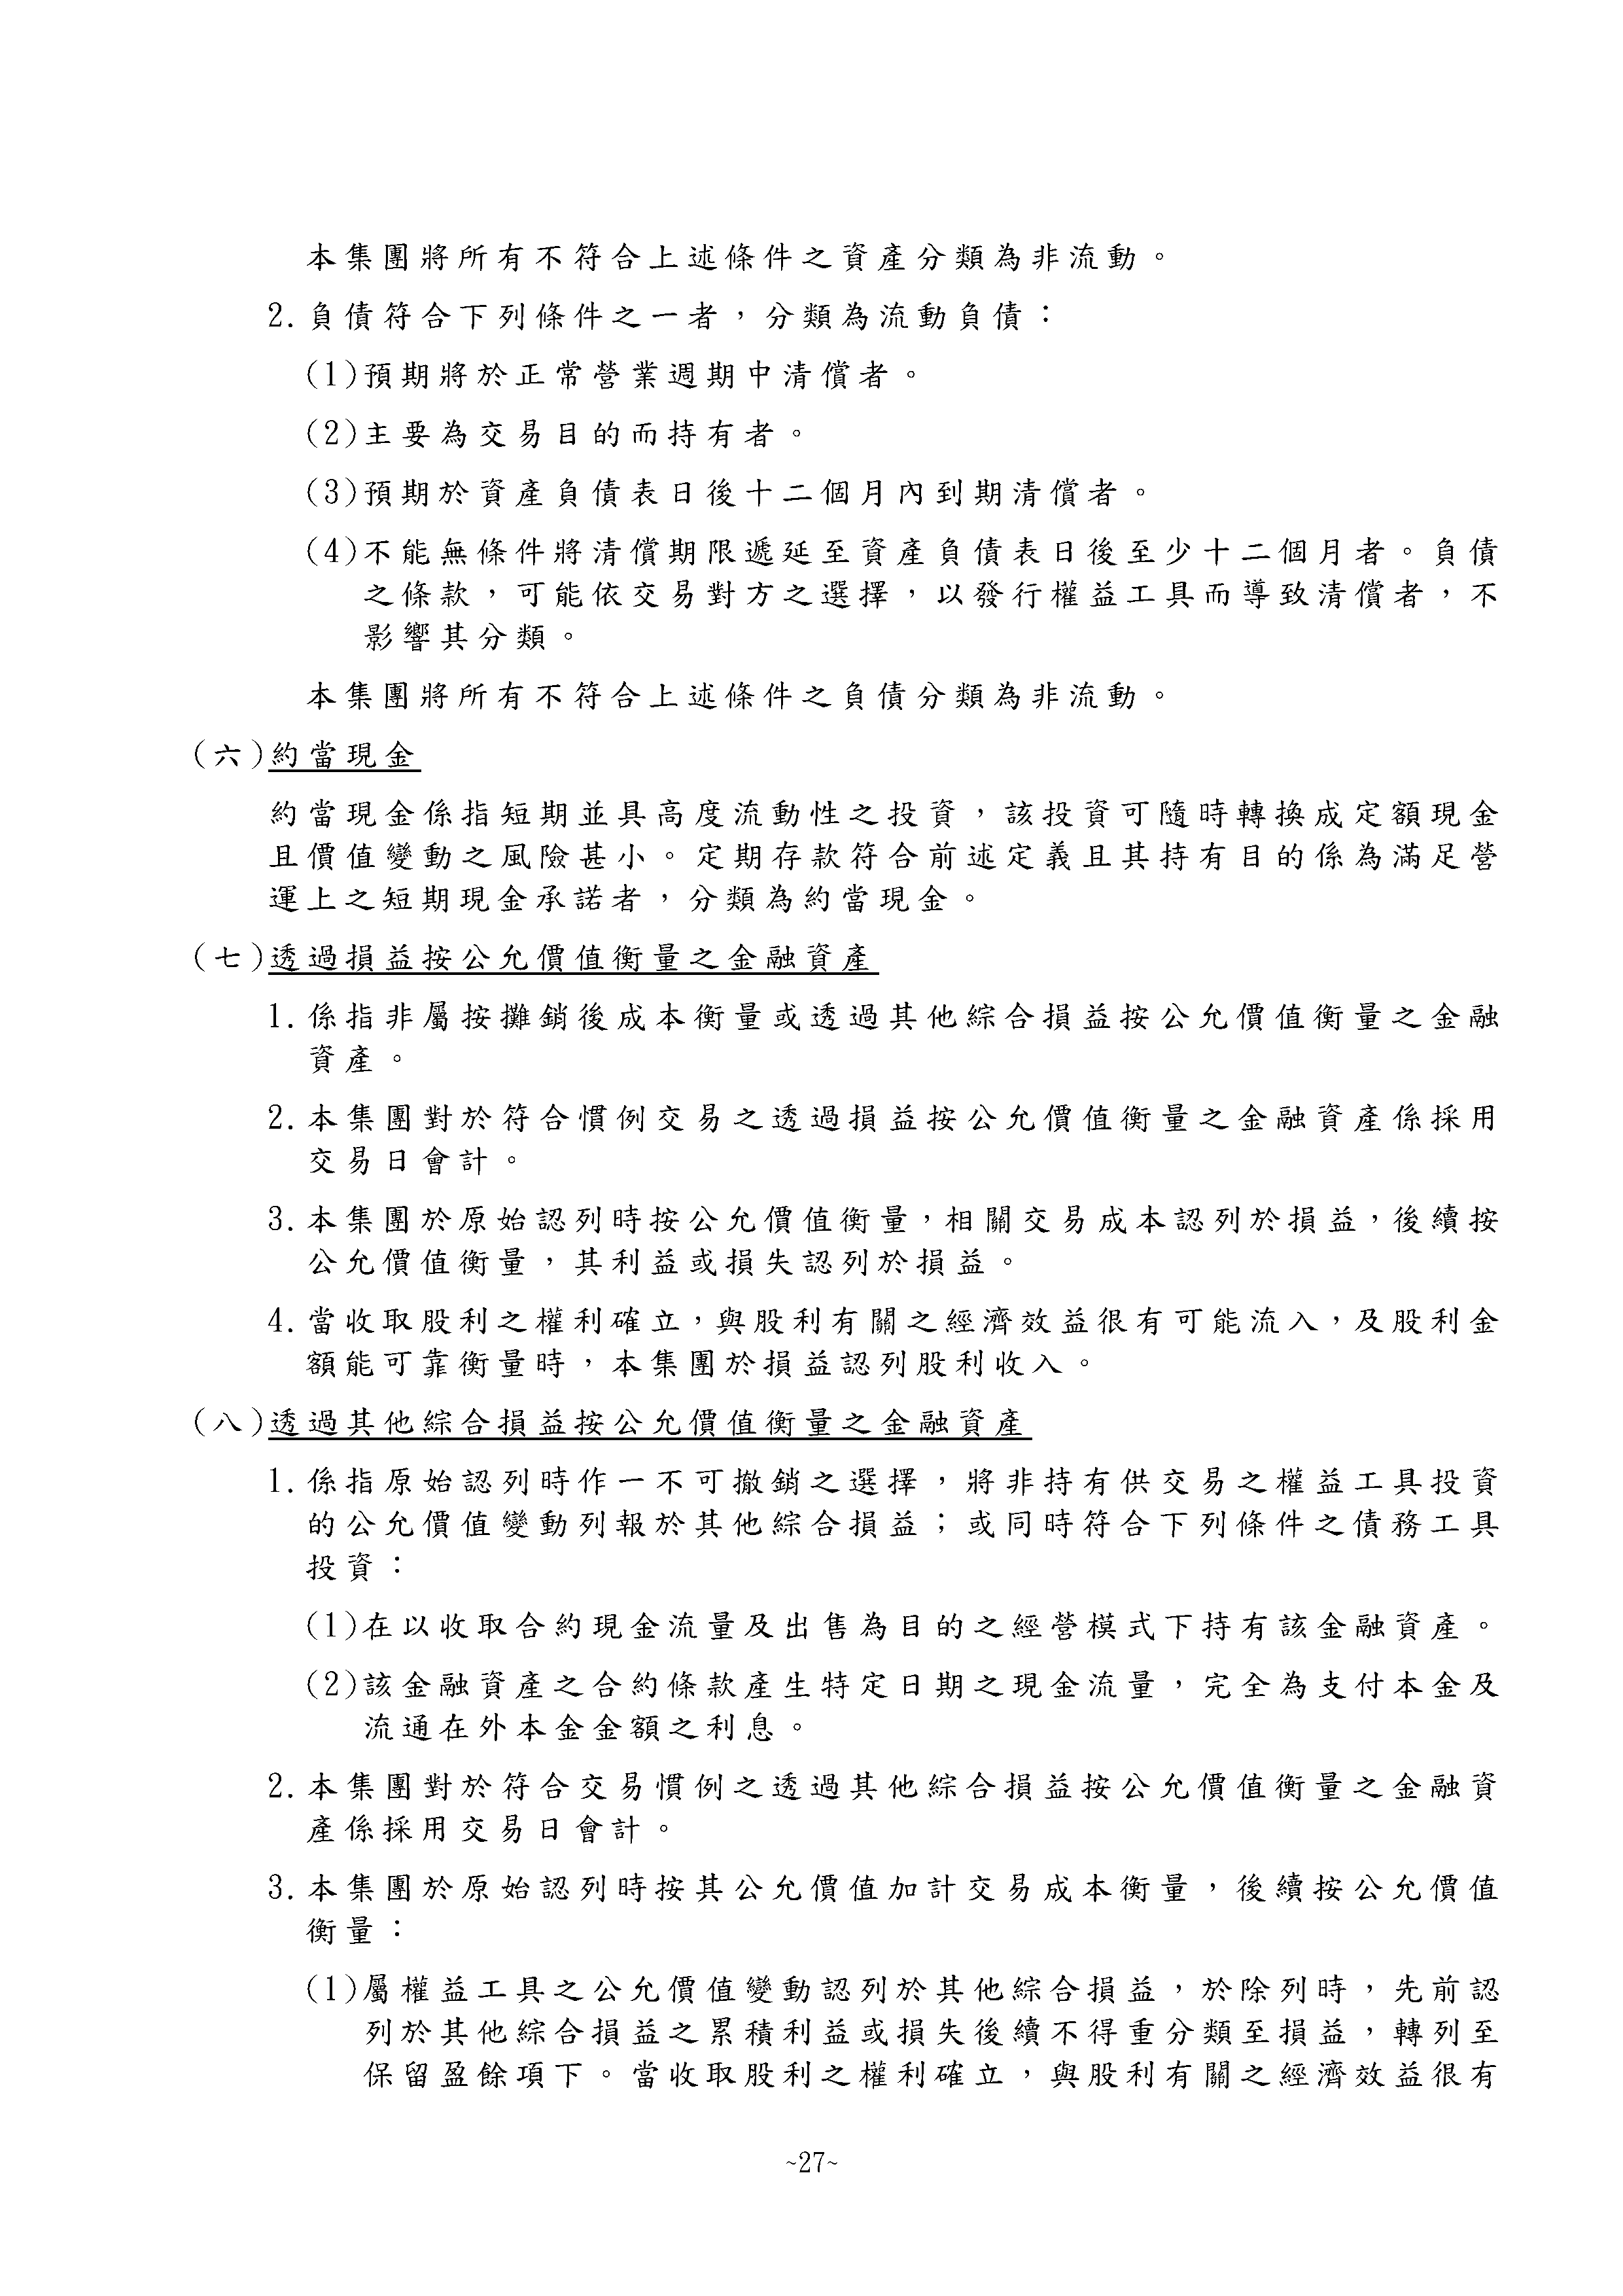 本集團將所有不符合上述條件之資產分類為非流動。
2.負債符合下列條件之一者，分類為流動負債：
(1)預期將於正常營業週期中清償者。
(2)主要為交易目的而持有者。
(3)預期於資產負債表日後十二個月內到期清償者。
(4)不能無條件將清償期限遞延至資產負債表日後至少十二個月者。負債
之條款，可能依交易對方之選擇，以發行權益工具而導致清償者，不
影響其分類。
本集團將所有不符合上述條件之負債分類為非流動。
(六)約當現金
約當現金係指短期並具高度流動性之投資，該投資可隨時轉換成定額現金
且價值變動之風險甚小。定期存款符合前述定義且其持有目的係為滿足營
運上之短期現金承諾者，分類為約當現金。
(七)透過損益按公允價值衡量之金融資產
1.係指非屬按攤銷後成本衡量或透過其他綜合損益按公允價值衡量之金融
資產。
2.本集團對於符合慣例交易之透過損益按公允價值衡量之金融資產係採用
交易日會計。
3.本集團於原始認列時按公允價值衡量，相關交易成本認列於損益，後續按
公允價值衡量，其利益或損失認列於損益。
4.當收取股利之權利確立，與股利有關之經濟效益很有可能流入，及股利金
額能可靠衡量時，本集團於損益認列股利收入。
(八)透過其他綜合損益按公允價值衡量之金融資產
1.係指原始認列時作一不可撤銷之選擇，將非持有供交易之權益工具投資
的公允價值變動列報於其他綜合損益；或同時符合下列條件之債務工具
投資：
(1)在以收取合約現金流量及出售為目的之經營模式下持有該金融資產。
(2)該金融資產之合約條款產生特定日期之現金流量，完全為支付本金及
流通在外本金金額之利息。
2.本集團對於符合交易慣例之透過其他綜合損益按公允價值衡量之金融資
產係採用交易日會計。
3.本集團於原始認列時按其公允價值加計交易成本衡量，後續按公允價值
衡量：
(1)屬權益工具之公允價值變動認列於其他綜合損益，於除列時，先前認
列於其他綜合損益之累積利益或損失後續不得重分類至損益，轉列至
保留盈餘項下。當收取股利之權利確立，與股利有關之經濟效益很有
~27~